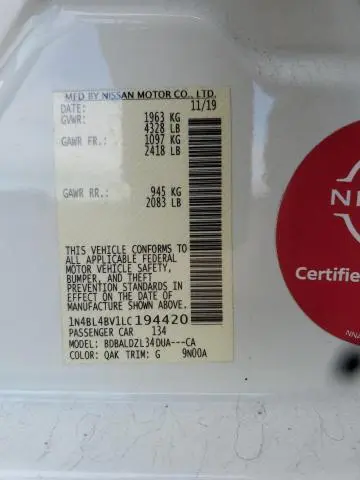 MFD BY NISSAN MOTOR CO., LTD.
DATE: 11/19
GVWR: 1963 KG
4328 LB
GAWR FR.: 1097 KG
2418 LB
GAWR RR.: 945 KG
2083 LB
THIS VEHICLE CONFORMS TO
ALL APPLICABLE FEDERAL
MOTOR VEHICLE SAFETY,
BUMPER, AND THEFT
PREVENTION STANDARDS IN
EFFECT ON THE DATE OF
MANUFACTURE SHOWN ABOVE.
1N4BL4BV1LC194420
PASSENGER CAR 134
MODEL: BDBALDZL34DUA---CA
COLOR: QAK TRIM: G 9N00A
NI
Certifie
NNA